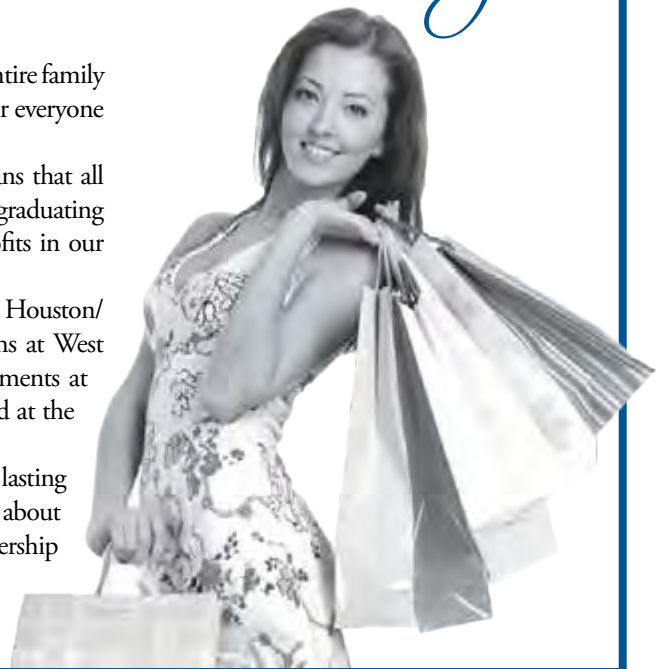 family
r everyone
ns that all
graduating
fits in our
Houston/
ns at West
ments at
d at the
lasting
about
ership